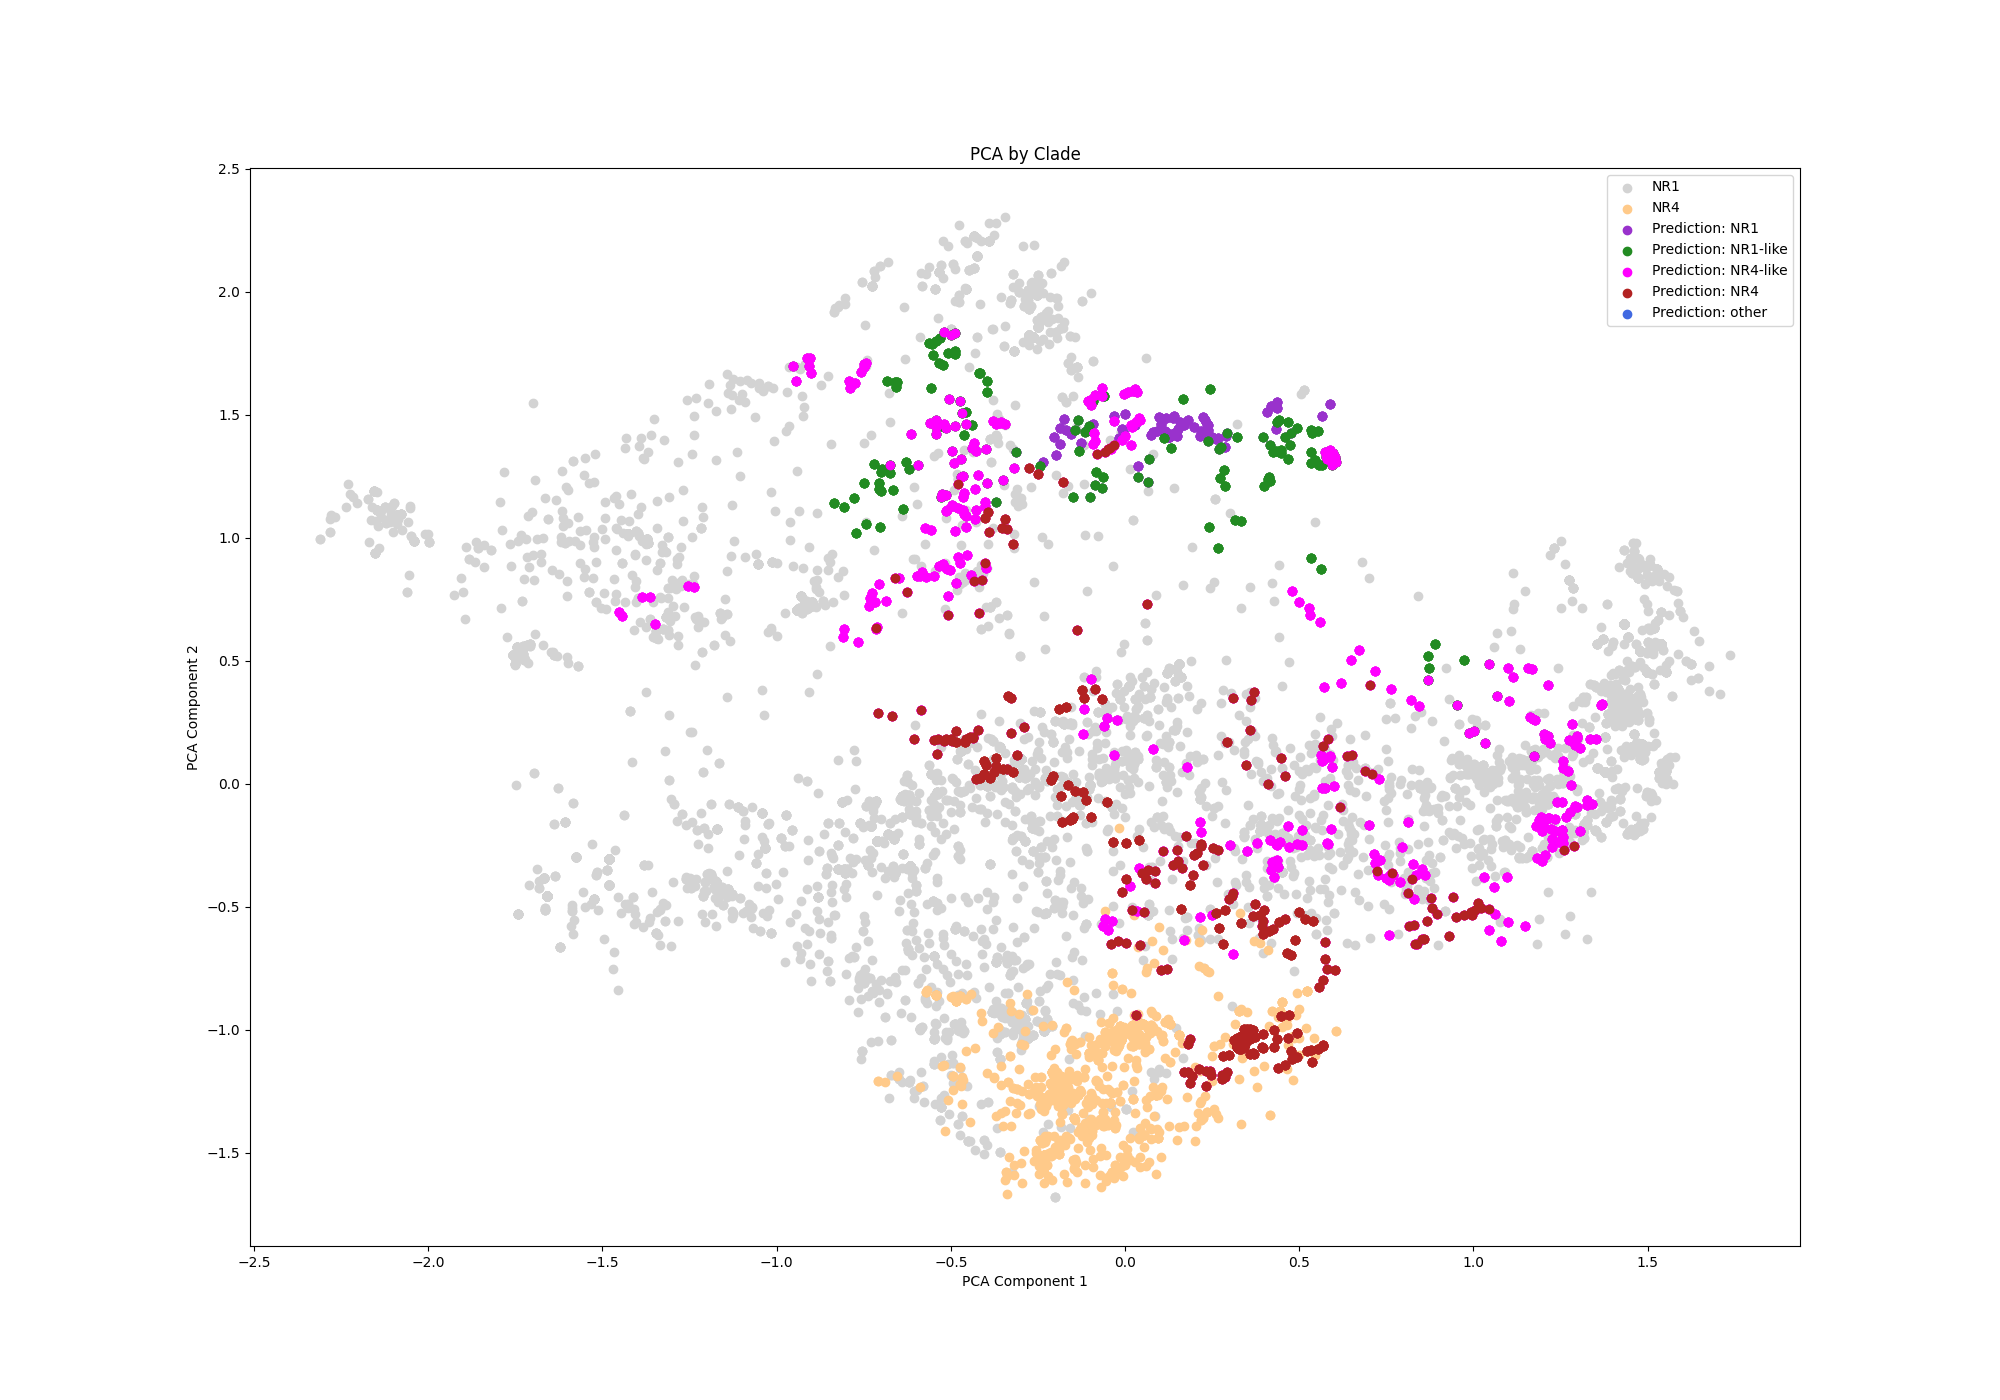 PCA by Clade
NR1
NR4
Prediction: NR1
Prediction: NR1-like
Prediction: NR4-like
Prediction: NR4
Prediction: other
PCA Component 2
2.5
2.0
1.5
1.0
0.5
0.0
−0.5
−1.0
−1.5
−2.5
−2.0
−1.5
−1.0
−0.5
0.0
0.5
1.0
1.5
PCA Component 1